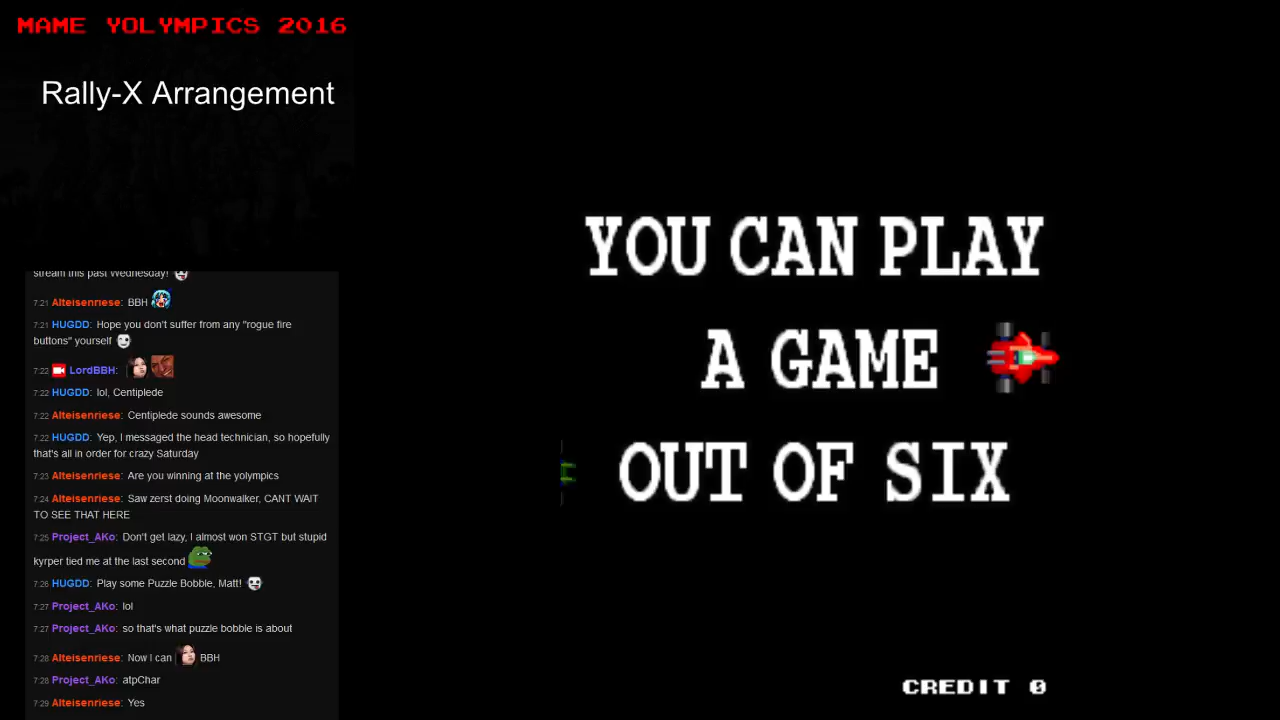 MAME YOLYMPICS 2016
Rally-X Arrangement
stream this past Wednesday!
7:21 Alteisenriese: BBH
7:21 HUGDD: Hope you don't suffer from any "rogue fire
buttons" yourself
7:22 LordBBH:
7:22 HUGDD: lol, Centiplede
7:22 Alteisenriese: Centiplede sounds awesome
7:22 HUGDD: Yep, I messaged the head technician, so hopefully
that's all in order for crazy Saturday
7:23 Alteisenriese: Are you winning at the yolympics
7:24 Alteisenriese: Saw zerst doing Moonwalker, CANT WAIT
TO SEE THAT HERE
7:25 Project_AKo: Don't get lazy, I almost won STGT but stupid
kyrper tied me at the last second
7:26 HUGDD: Play some Puzzle Bobble, Matt!
7:27 Project_AKo: lol
7:27 Project_AKo: so that's what puzzle bobble is about
7:28 Alteisenriese: Now I can BBH
7:28 Project_AKo: atpChar
7:29 Alteisenriese: Yes
YOU CAN PLAY
A GAME
OUT OF SIX
CREDIT 0